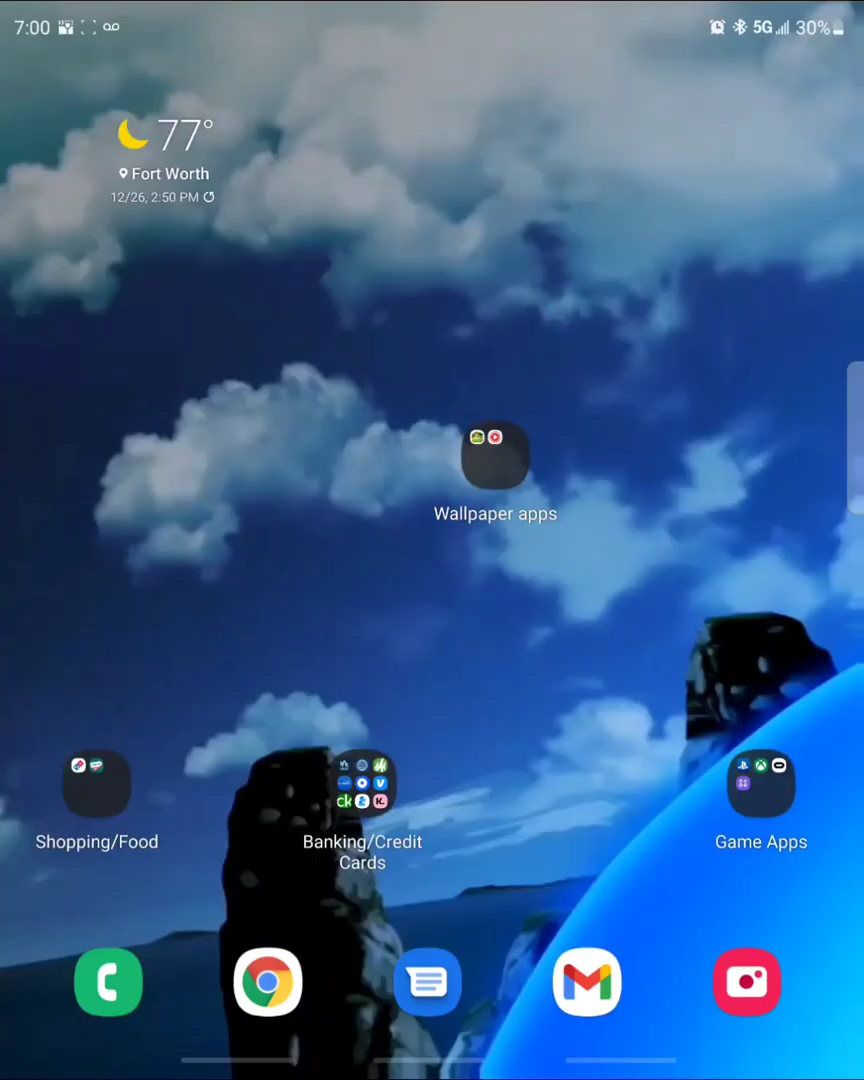 7:00
5G 30%
77°
Fort Worth
12/26, 2:50 PM
Wallpaper apps
ck
K.
Shopping/Food
Banking/Credit
Cards
Game Apps